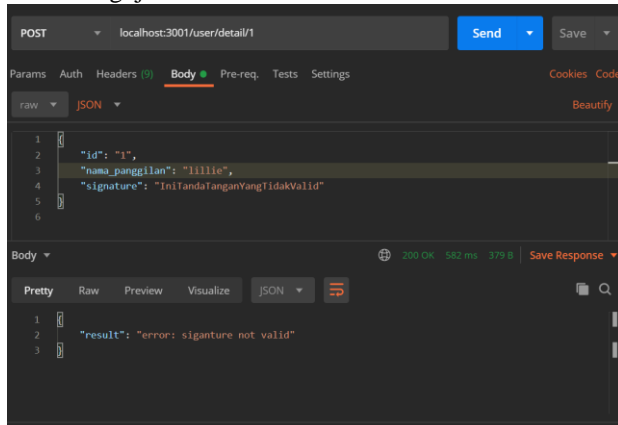 POST localhost:3001/user/detail/1 Send Save
Params Auth Headers (9) Body Pre-req. Tests Settings Cookies Code
raw JSON Beautify
1 {
2 "id": "1",
3 "nama_panggilan": "lillie",
4 "signature": "IniTandaTanganYangTidakValid"
5 }
6
Body 200 OK 582 ms 379 B Save Response
Pretty Raw Preview Visualize JSON
1 {
2 "result": "error: siganture not valid"
3 }